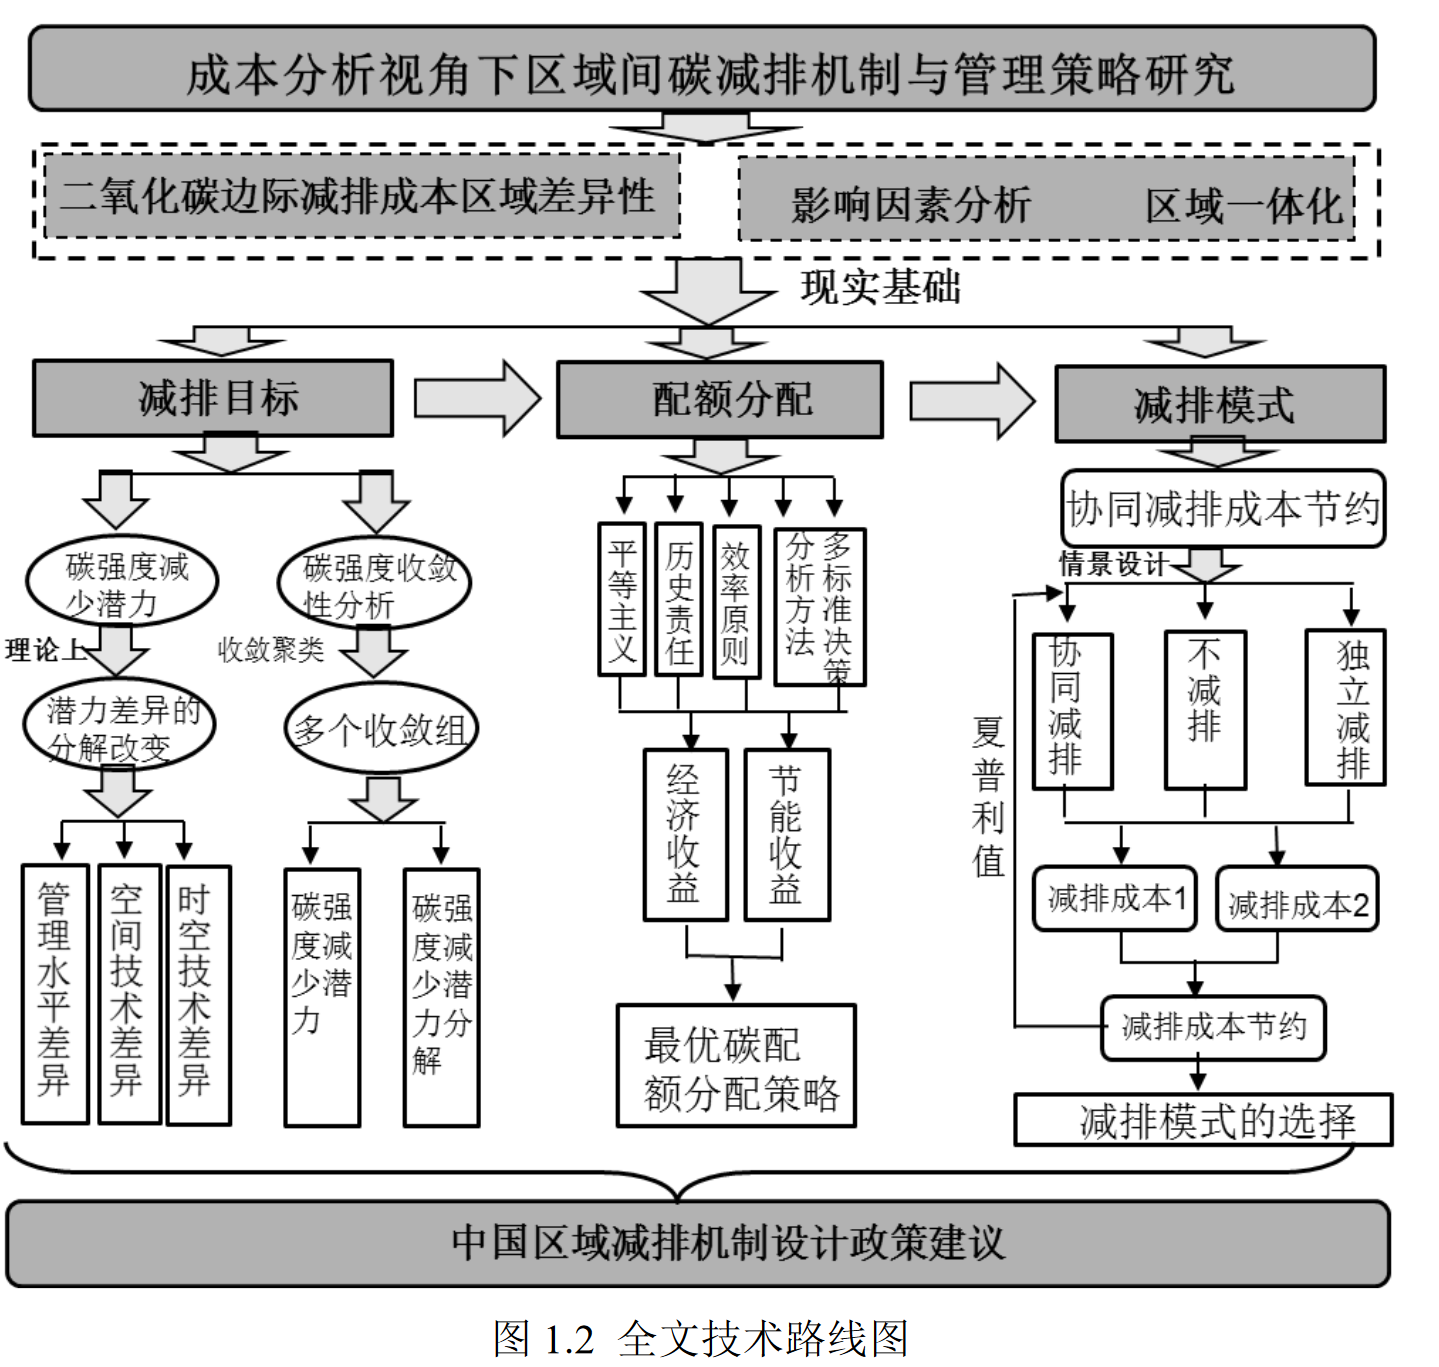 成本分析视角下区域间碳减排机制与管理策略研究
二氧化碳边际减排成本区域差异性
影响因素分析 区域一体化
现实基础
减排目标
配额分配
减排模式
碳强度减
少潜力
碳强度收敛
性分析
理论上
收敛聚类
潜力差异的
分解改变
多个收敛组
管理水平差异
空间技术差异
时空技术差异
碳强
度减
少潜
力
碳强
度减
少潜
力分
解
平等主义
历史责任
效率原则
多标准决策
分析方法
经济收益
节能收益
最优碳配
额分配策略
协同减排成本节约
情景设计
协同减排
不减排
独立减排
夏普利值
减排成本1
减排成本2
减排成本节约
减排模式的选择
中国区域减排机制设计政策建议
图 1.2 全文技术路线图